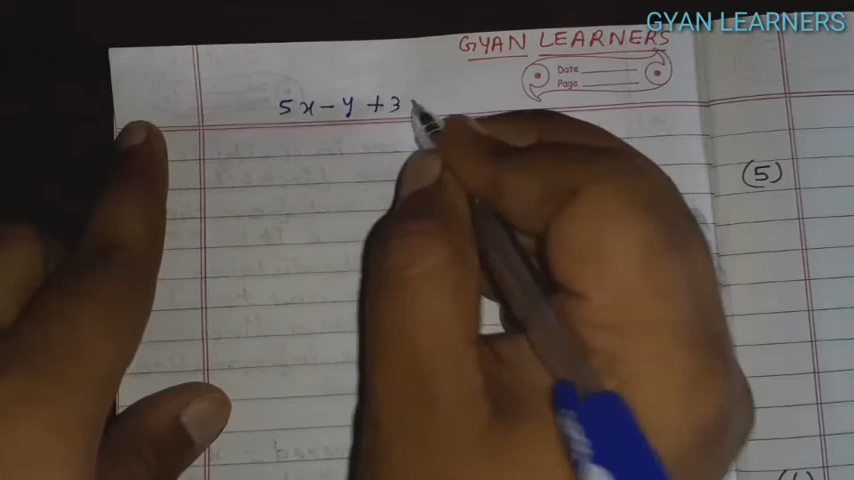 GYAN LEARNERS
GYAN LEARNERS
Date
Page
5x-y+3
(5)